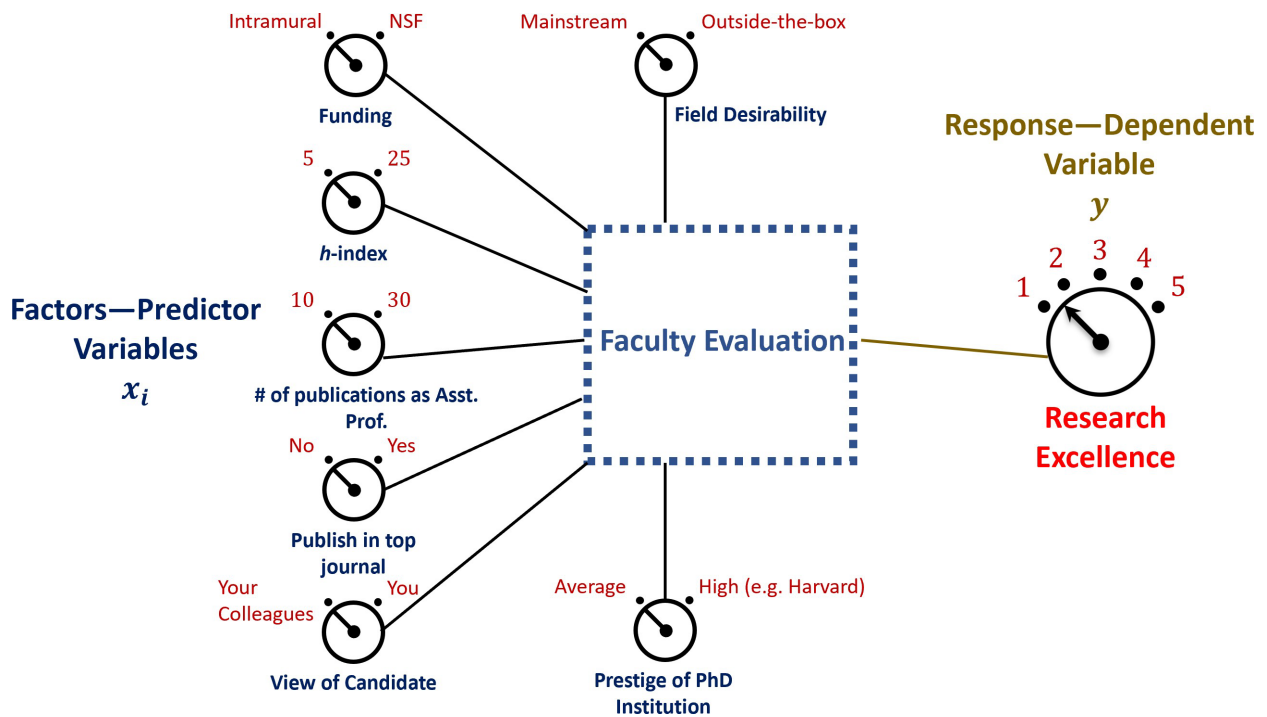 Intramural
NSF
Funding
Mainstream
Outside-the-box
Field Desirability
5
25
h-index
10
30
# of publications as Asst.
Prof.
No
Yes
Publish in top
journal
Your
Colleagues
You
View of Candidate
Average
High (e.g. Harvard)
Prestige of PhD
Institution
Factors—Predictor
Variables
xᵢ
Faculty Evaluation
Response—Dependent
Variable
y
1
2
3
4
5
Research
Excellence